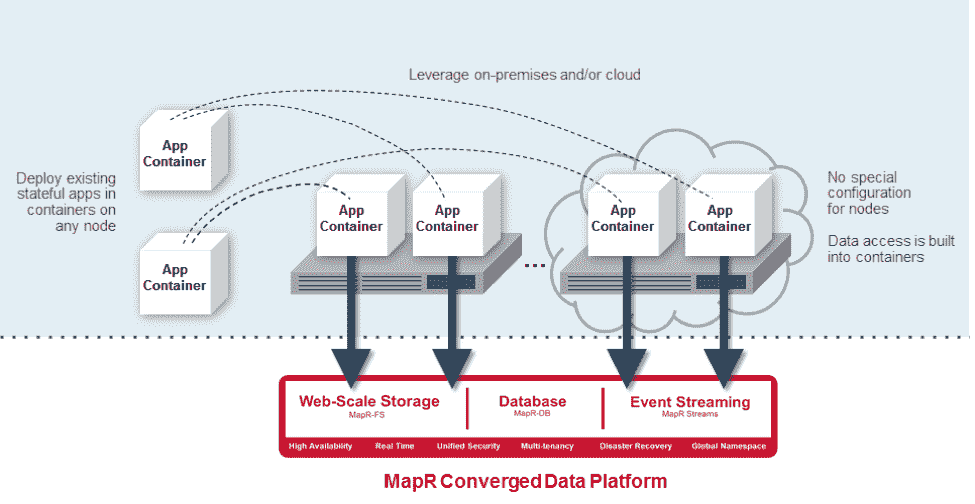 Leverage on-premises and/or cloud
App
Container
Deploy existing
stateful apps in
containers on
any node
App
Container
App
Container
App
Container
App
Container
App
Container
No special
configuration
for nodes
Data access is built
into containers
Web-Scale Storage
MapR-FS
Database
MapR-DB
Event Streaming
MapR Streams
High Availability Real Time Unified Security Multi-tenancy Disaster Recovery Global Namespace
MapR Converged Data Platform